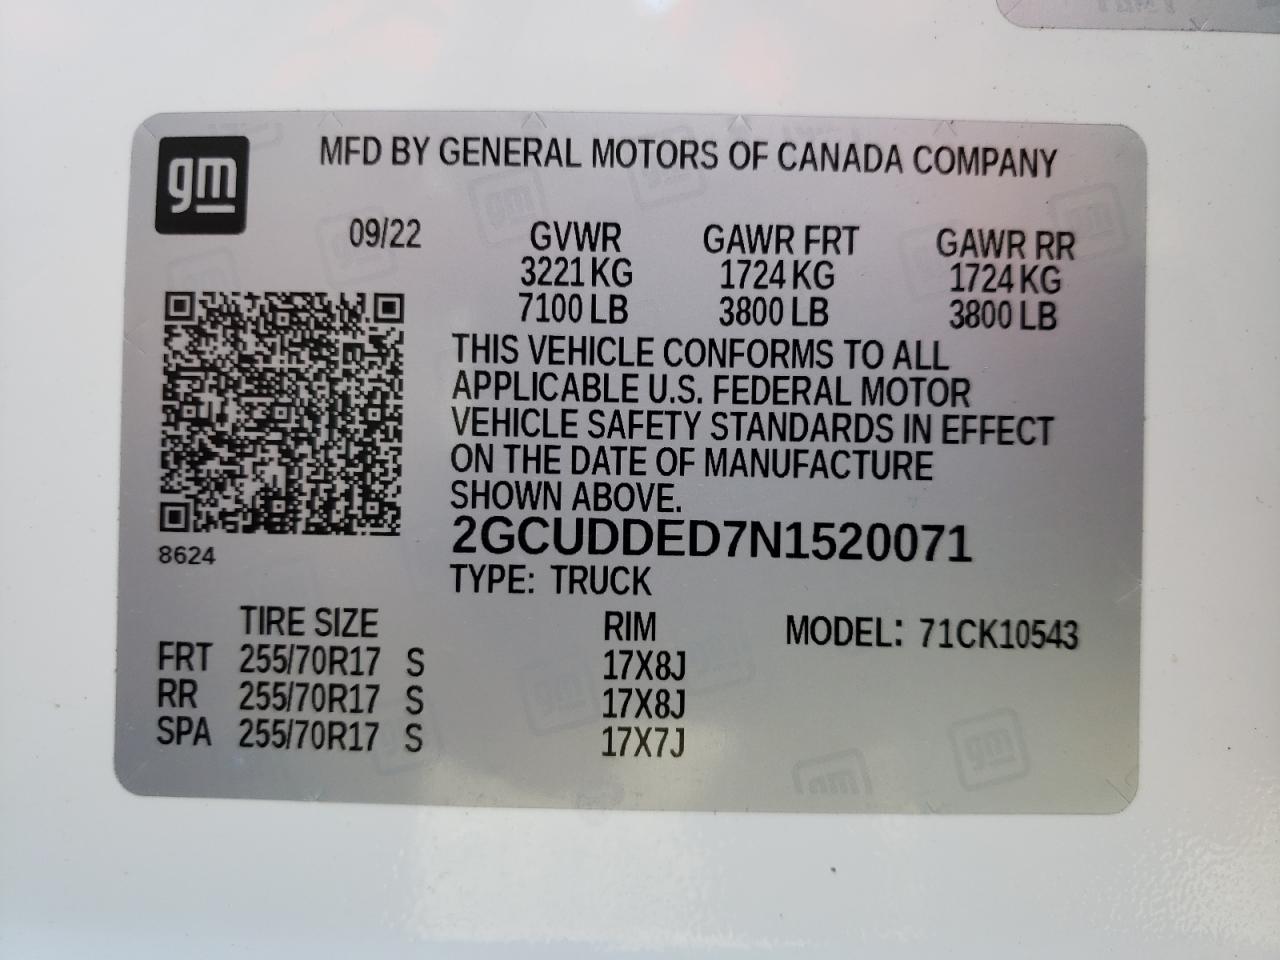 gm
MFD BY GENERAL MOTORS OF CANADA COMPANY
09/22 GVWR GAWR FRT GAWR RR
3221 KG 1724 KG 1724 KG
7100 LB 3800 LB 3800 LB
THIS VEHICLE CONFORMS TO ALL
APPLICABLE U.S. FEDERAL MOTOR
VEHICLE SAFETY STANDARDS IN EFFECT
ON THE DATE OF MANUFACTURE
SHOWN ABOVE.
2GCUDDED7N1520071
8624
TYPE: TRUCK
TIRE SIZE RIM MODEL: 71CK10543
FRT 255/70R17 S 17X8J
RR 255/70R17 S 17X8J
SPA 255/70R17 S 17X7J